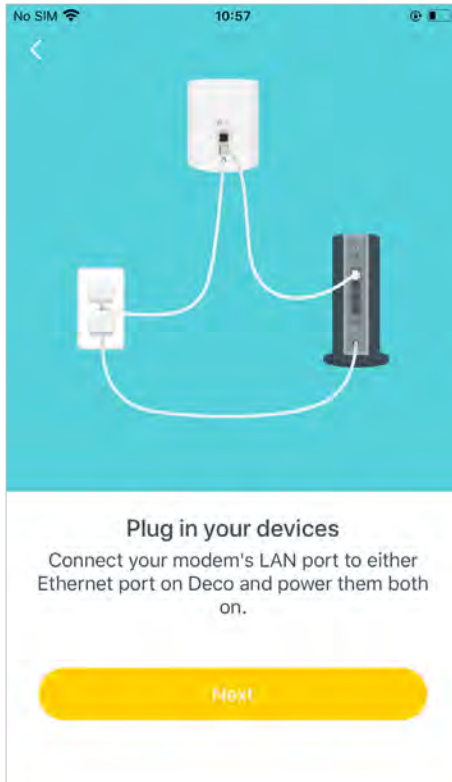 No SIM 10:57
Plug in your devices
Connect your modem's LAN port to either
Ethernet port on Deco and power them both
on.
Next